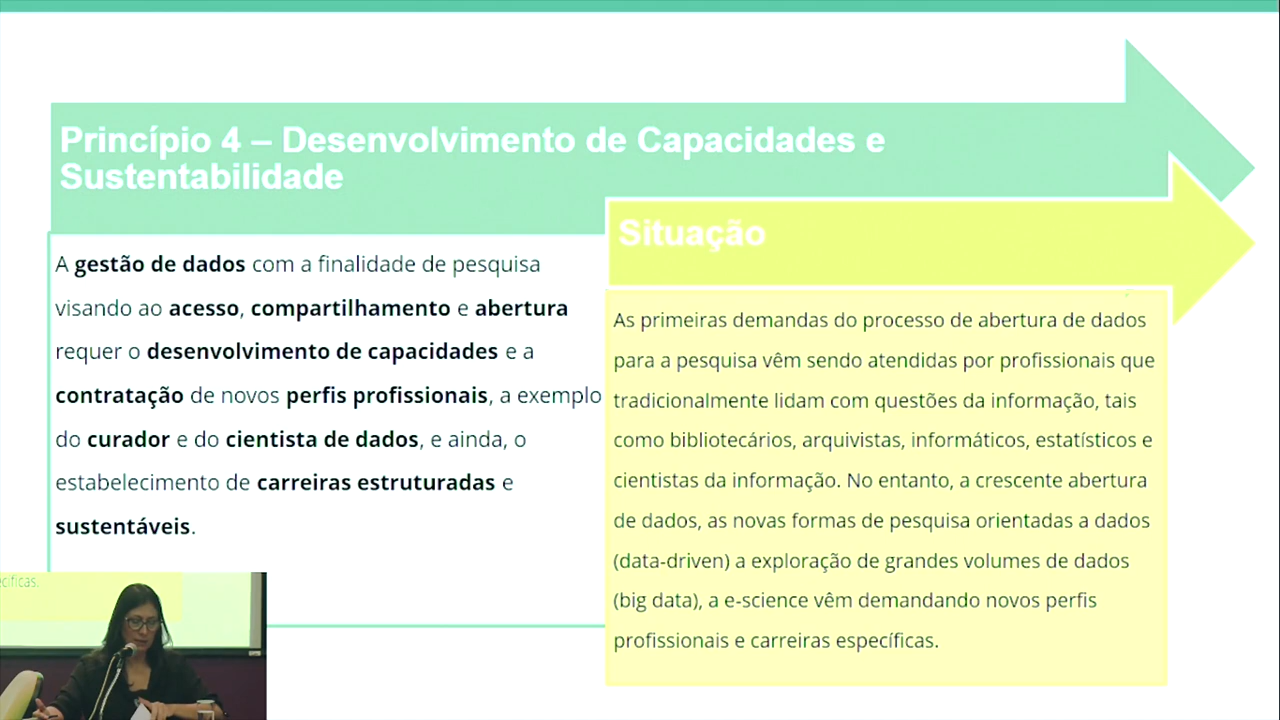 Princípio 4 – Desenvolvimento de Capacidades e
Sustentabilidade
A gestão de dados com a finalidade de pesquisa
visando ao acesso, compartilhamento e abertura
requer o desenvolvimento de capacidades e a
contratação de novos perfis profissionais, a exemplo
do curador e do cientista de dados, e ainda, o
estabelecimento de carreiras estruturadas e
sustentáveis.
Situação
As primeiras demandas do processo de abertura de dados
para a pesquisa vêm sendo atendidas por profissionais que
tradicionalmente lidam com questões da informação, tais
como bibliotecários, arquivistas, informáticos, estatísticos e
cientistas da informação. No entanto, a crescente abertura
de dados, as novas formas de pesquisa orientadas a dados
(data-driven) a exploração de grandes volumes de dados
(big data), a e-science vêm demandando novos perfis
profissionais e carreiras específicas.